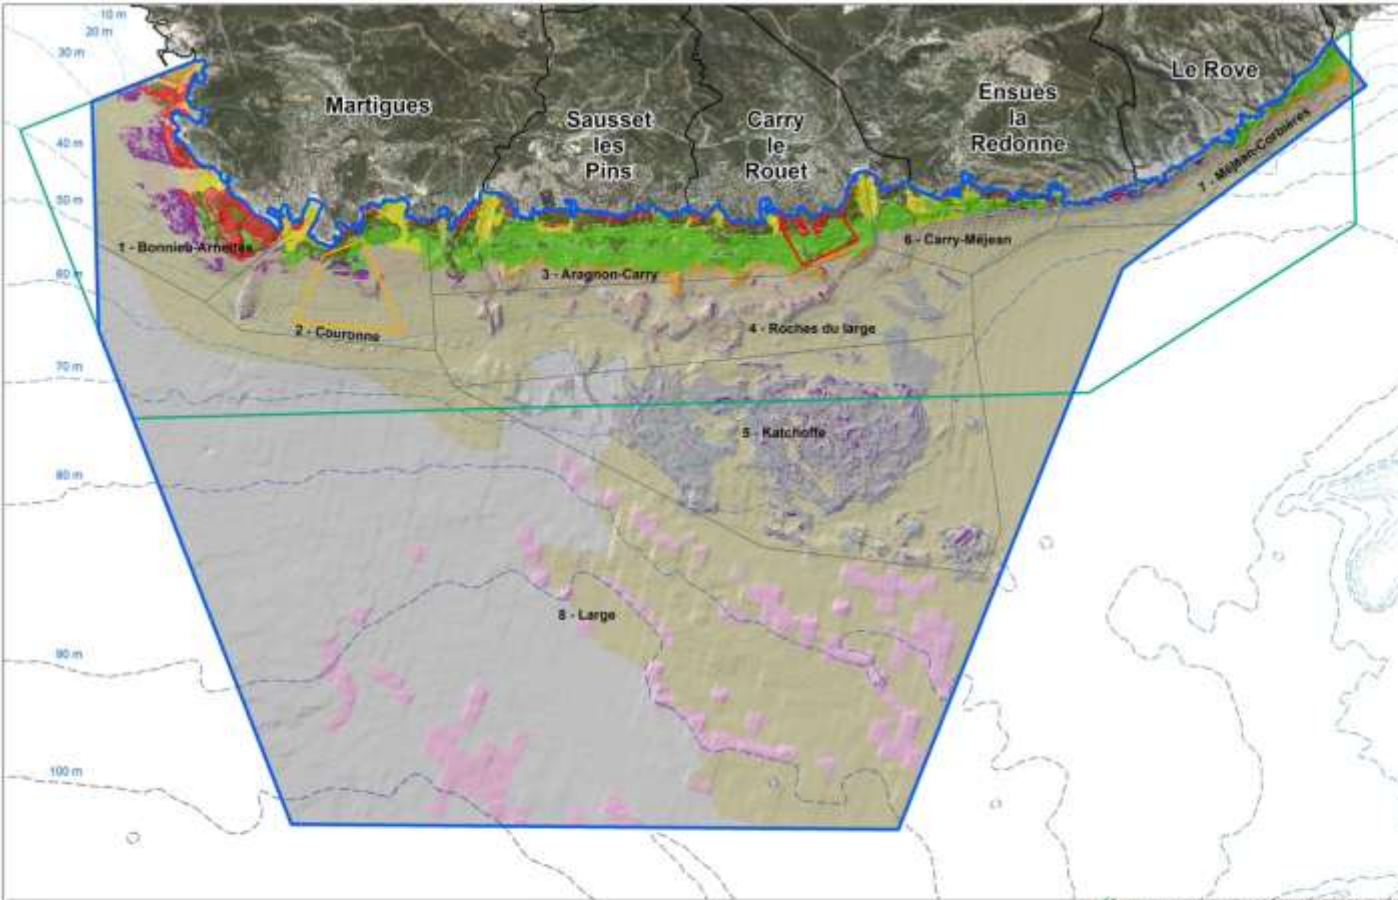 10 m
20 m
30 m
40 m
50 m
60 m
70 m
80 m
90 m
100 m
Martigues
Sausset
les
Pins
Carry
le
Rouet
Ensuès
la
Redonne
Le Rove
1 - Bonnieu-Arnettes
2 - Couronne
3 - Aragnon-Carry
4 - Roches du large
5 - Katchoffe
6 - Carry-Méjean
7 - Méjean-Corbières
8 - Large